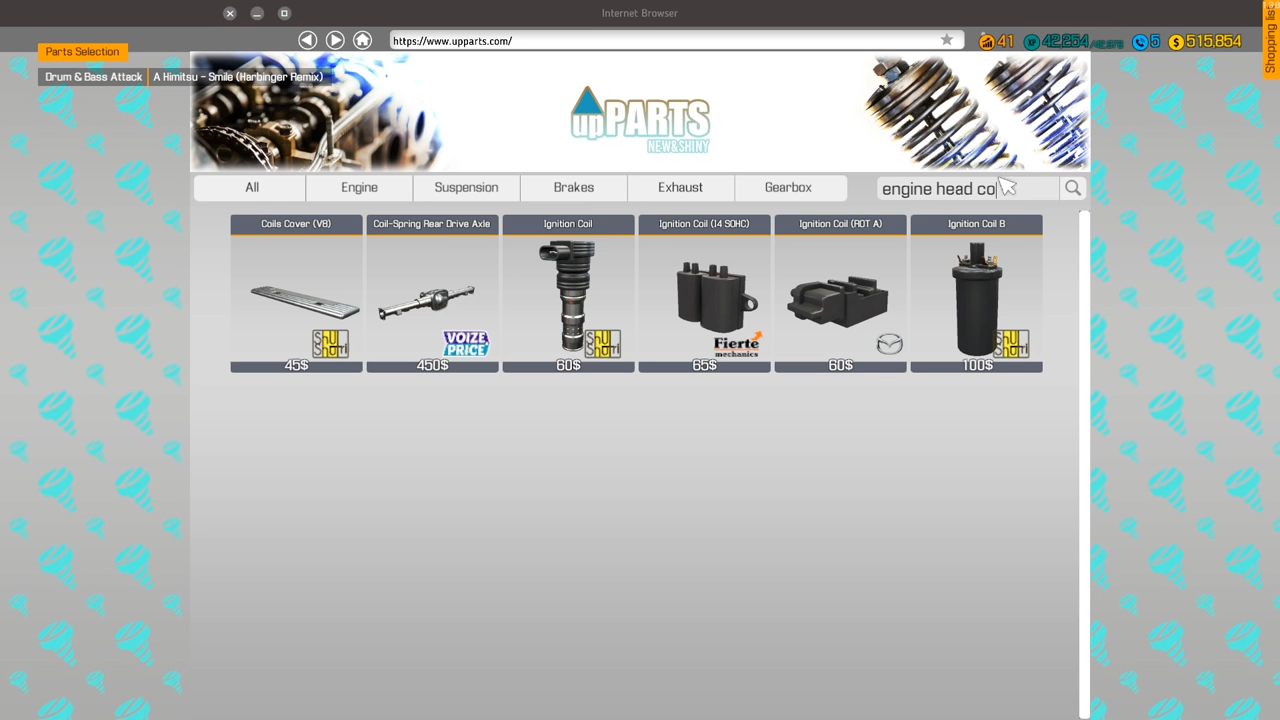 Internet Browser
Shopping list
https://www.upparts.com/
41
42,254/42,878
5
$ 515,854
Parts Selection
Drum & Bass Attack | A Himitsu - Smile (Harbinger Remix)
upPARTS
NEW&SHINY
All
Engine
Suspension
Brakes
Exhaust
Gearbox
engine head co
Coils Cover (V8)
Coil-Spring Rear Drive Axle
Ignition Coil
Ignition Coil (I4 SOHC)
Ignition Coil (ROT A)
Ignition Coil B
VOIZE PRICE
Fierté mechanics
45$
450$
60$
65$
60$
100$